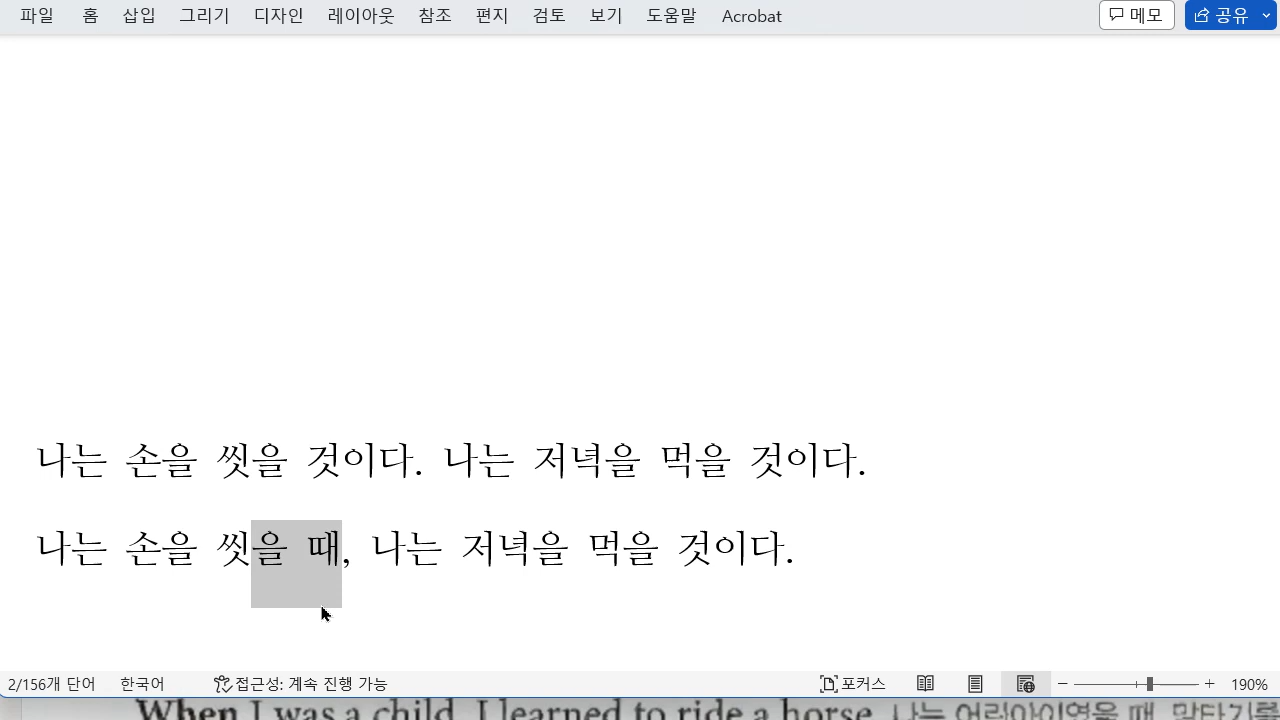 파일 홈 삽입 그리기 디자인 레이아웃 참조 편지 검토 보기 도움말 Acrobat 메모 공유
나는 손을 씻을 것이다. 나는 저녁을 먹을 것이다.
나는 손을 씻을 때, 나는 저녁을 먹을 것이다.
2/156개 단어 한국어 접근성: 계속 진행 가능 포커스 190%
When I was a child, I learned to ride a horse. 나는 어린아이였을 때, 말타기를